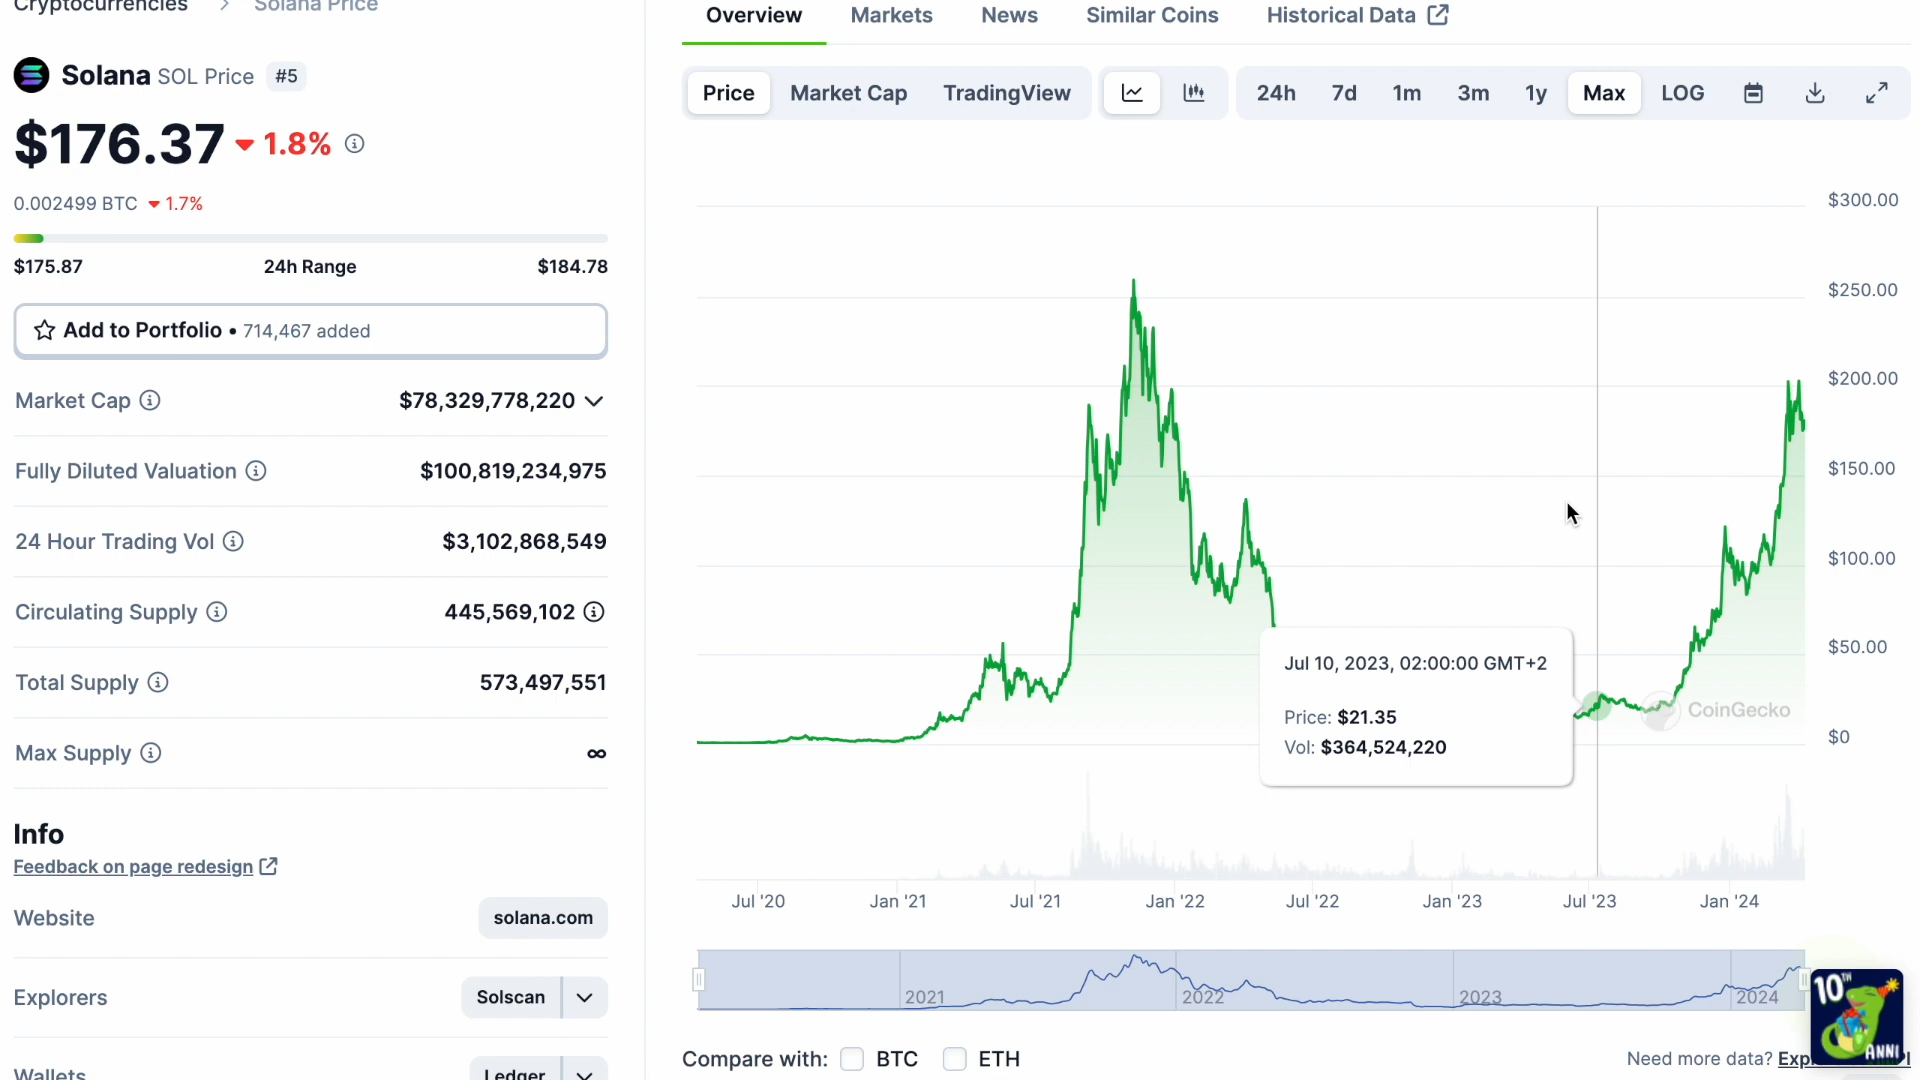 Cryptocurrencies > Solana Price
Overview Markets News Similar Coins Historical Data
Solana SOL Price #5
Price Market Cap TradingView 24h 7d 1m 3m 1y Max LOG
$176.37 1.8%
0.002499 BTC 1.7%
$175.87 24h Range $184.78
Add to Portfolio • 714,467 added
Market Cap $78,329,778,220
Fully Diluted Valuation $100,819,234,975
24 Hour Trading Vol $3,102,868,549
Circulating Supply 445,569,102
Total Supply 573,497,551
Max Supply ∞
Info
Feedback on page redesign
Website solana.com
Explorers Solscan
Wallets Ledger
$300.00
$250.00
$200.00
$150.00
$100.00
$50.00
$0
Jul 10, 2023, 02:00:00 GMT+2
Price: $21.35
Vol: $364,524,220
CoinGecko
Jul '20 Jan '21 Jul '21 Jan '22 Jul '22 Jan '23 Jul '23 Jan '24
2021 2022 2023 2024
10TH
ANNI
Compare with: BTC ETH
Need more data?